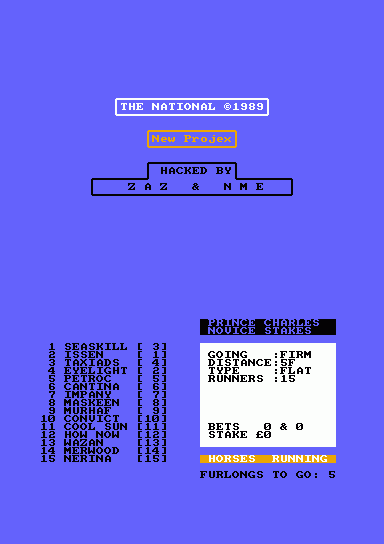 THE NATIONAL ©1989
New Projex
HACKED BY
Z A Z & N M E
PRINCE CHARLES
NOVICE STAKES
1 SEASKILL [ 3]
2 ISSEN [ 1]
3 TAXIADS [ 4]
4 EYELIGHT [ 2]
5 PETROC [ 5]
6 CANTINA [ 6]
7 IMPANY [ 7]
8 MASKEEN [ 8]
9 MURHAF [ 9]
10 CONVICT [10]
11 COOL SUN [11]
12 HOW NOW [12]
13 WAZAN [13]
14 MERWOOD [14]
15 NERINA [15]
GOING :FIRM
DISTANCE:5F
TYPE :FLAT
RUNNERS :15
BETS 0 & 0
STAKE £0
HORSES RUNNING
FURLONGS TO GO: 5